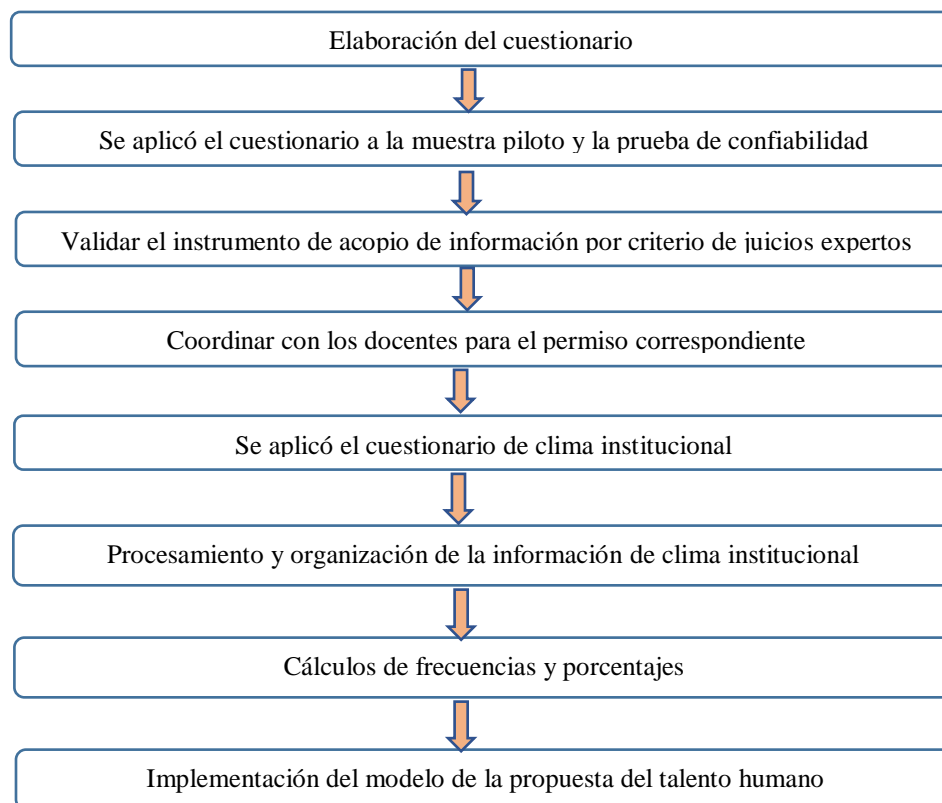 Elaboración del cuestionario
Se aplicó el cuestionario a la muestra piloto y la prueba de confiabilidad
Validar el instrumento de acopio de información por criterio de juicios expertos
Coordinar con los docentes para el permiso correspondiente
Se aplicó el cuestionario de clima institucional
Procesamiento y organización de la información de clima institucional
Cálculos de frecuencias y porcentajes
Implementación del modelo de la propuesta del talento humano